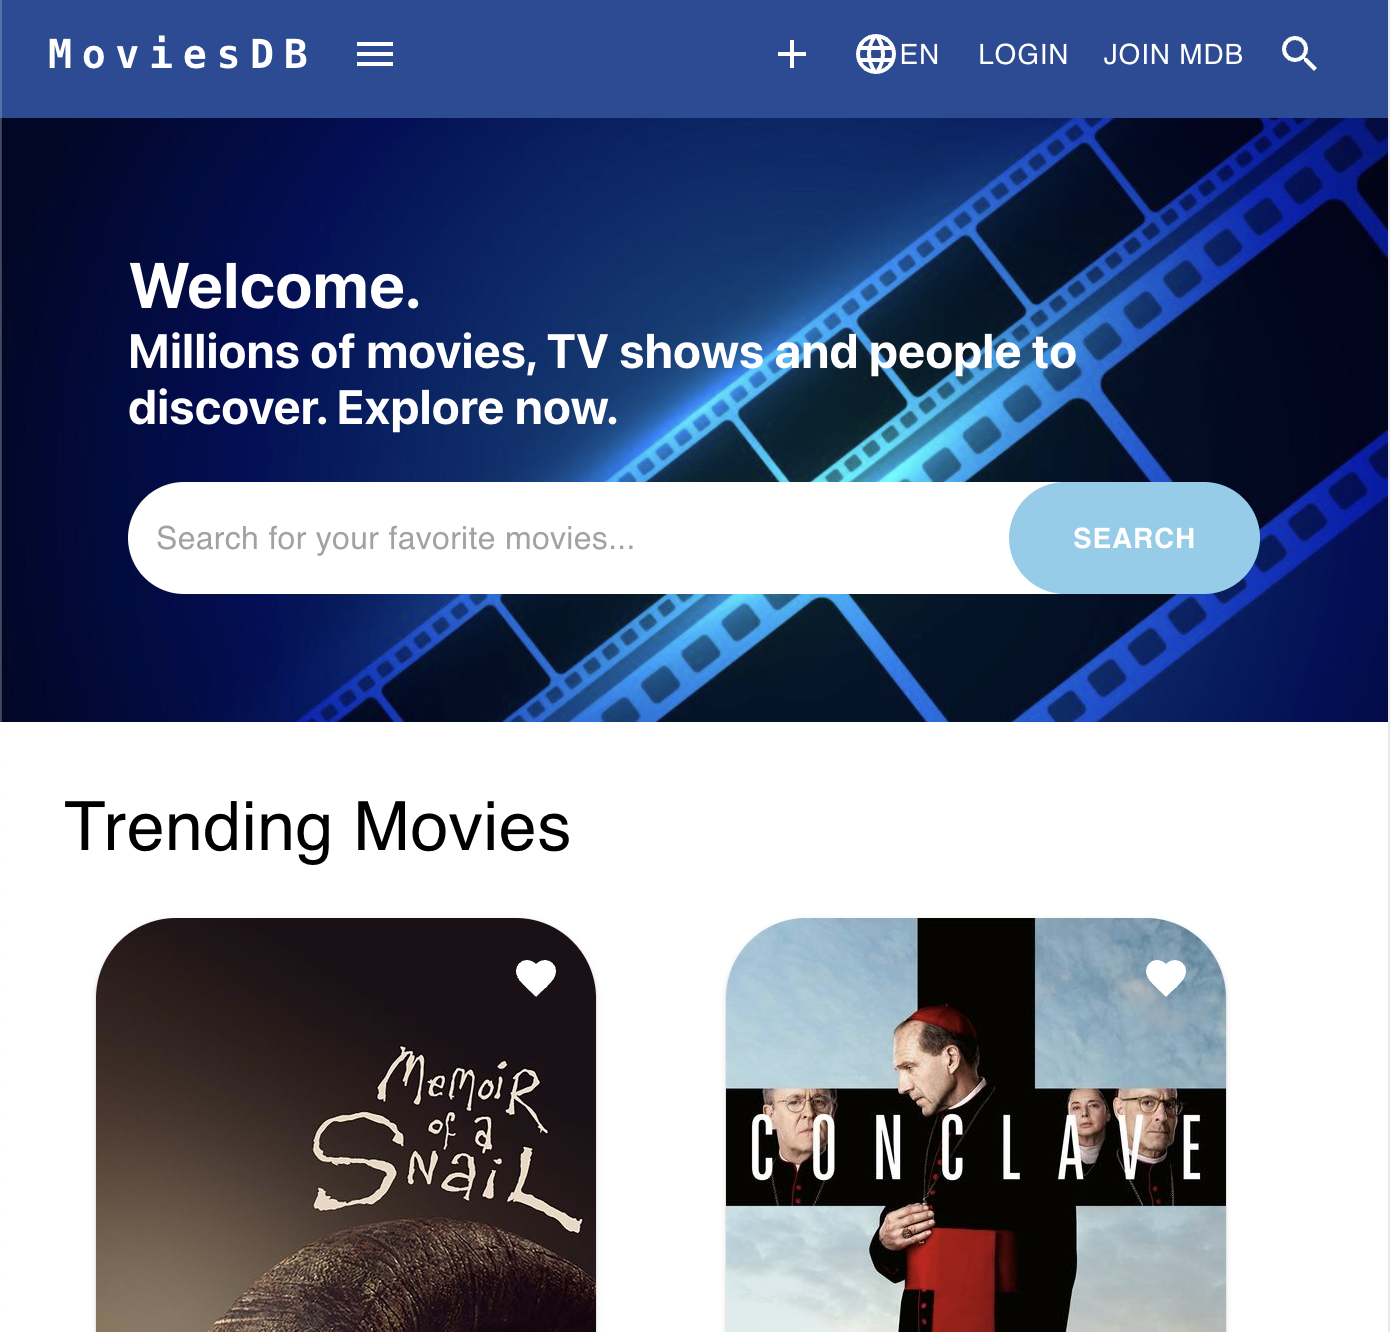 MoviesDB
EN LOGIN JOIN MDB
Welcome.
Millions of movies, TV shows and people to
discover. Explore now.
Search for your favorite movies...
SEARCH
Trending Movies
Memoir
of a
Snail
CONCLAVE